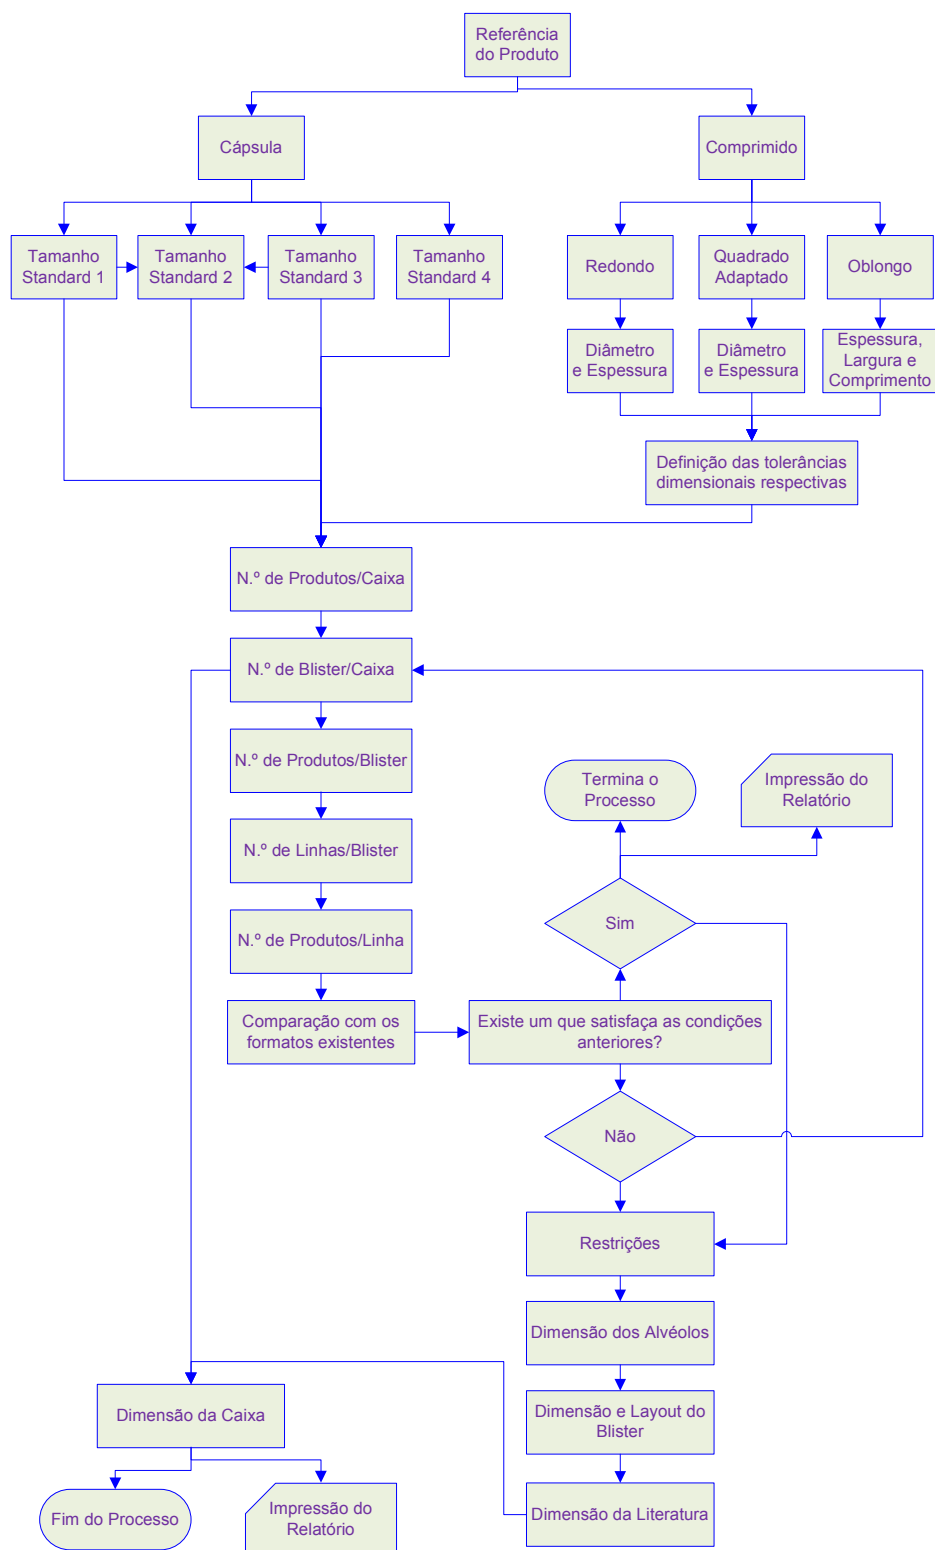 Referência
do Produto
Cápsula
Comprimido
Tamanho
Standard 1
Tamanho
Standard 2
Tamanho
Standard 3
Tamanho
Standard 4
Redondo
Quadrado
Adaptado
Oblongo
Diâmetro
e Espessura
Diâmetro
e Espessura
Espessura,
Largura e
Comprimento
Definição das tolerâncias
dimensionais respectivas
N.º de Produtos/Caixa
N.º de Blister/Caixa
N.º de Produtos/Blister
Termina o
Processo
Impressão do
Relatório
N.º de Linhas/Blister
Sim
N.º de Produtos/Linha
Comparação com os
formatos existentes
Existe um que satisfaça as condições
anteriores?
Não
Restrições
Dimensão dos Alvéolos
Dimensão da Caixa
Dimensão e Layout do
Blister
Fim do Processo
Impressão do
Relatório
Dimensão da Literatura